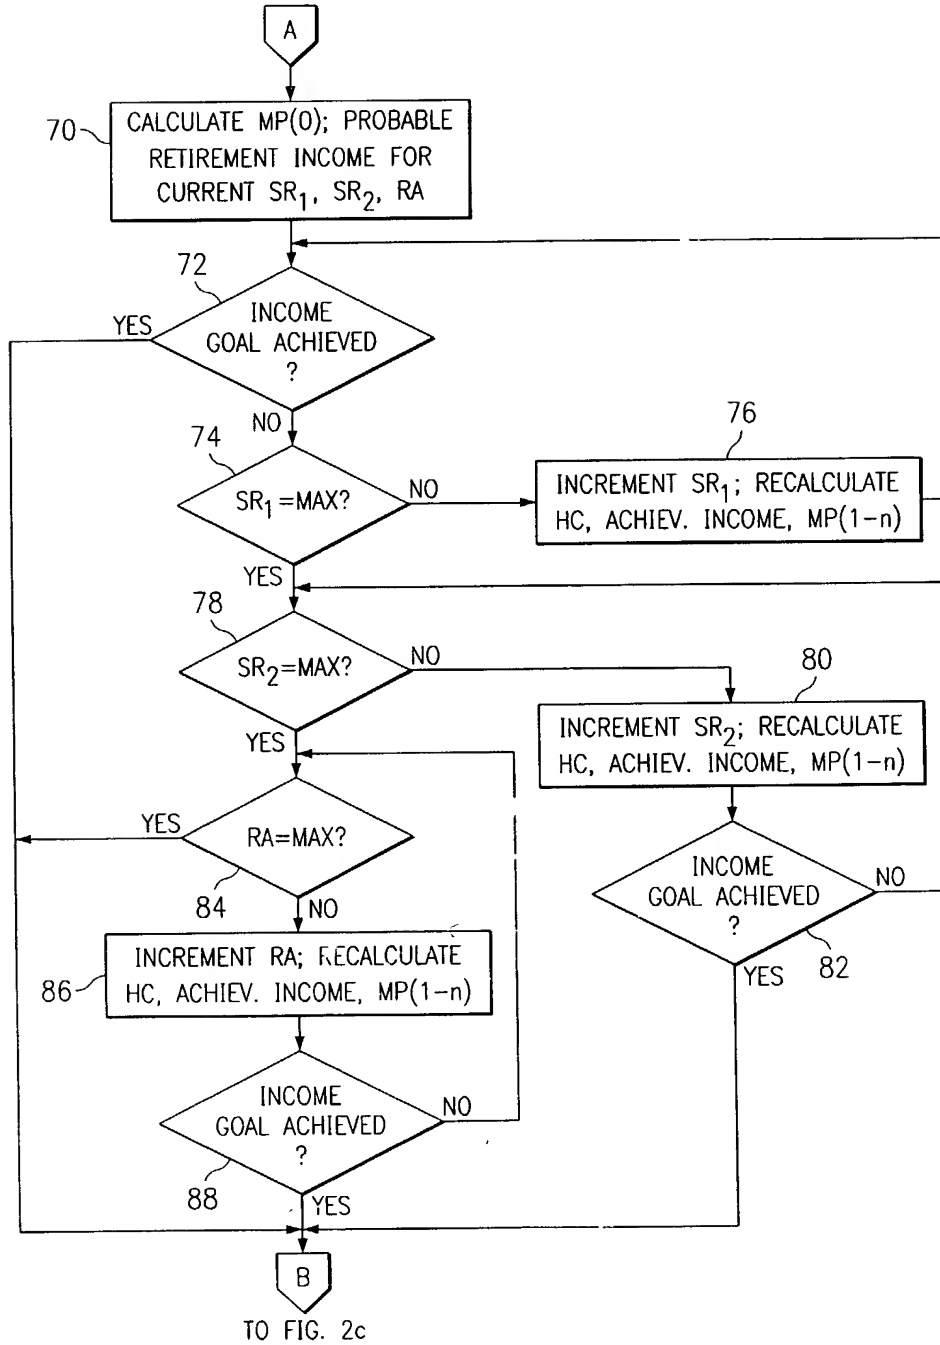 A
70
CALCULATE MP(0); PROBABLE
RETIREMENT INCOME FOR
CURRENT SR1, SR2, RA
72
INCOME
GOAL ACHIEVED
?
YES
NO
74
SR1=MAX?
NO
YES
76
INCREMENT SR1; RECALCULATE
HC, ACHIEV. INCOME, MP(1-n)
78
SR2=MAX?
NO
YES
80
INCREMENT SR2; RECALCULATE
HC, ACHIEV. INCOME, MP(1-n)
RA=MAX?
YES
84
NO
INCOME
GOAL ACHIEVED
?
NO
82
YES
86
INCREMENT RA; RECALCULATE
HC, ACHIEV. INCOME, MP(1-n)
INCOME
GOAL ACHIEVED
?
NO
88
YES
B
TO FIG. 2c